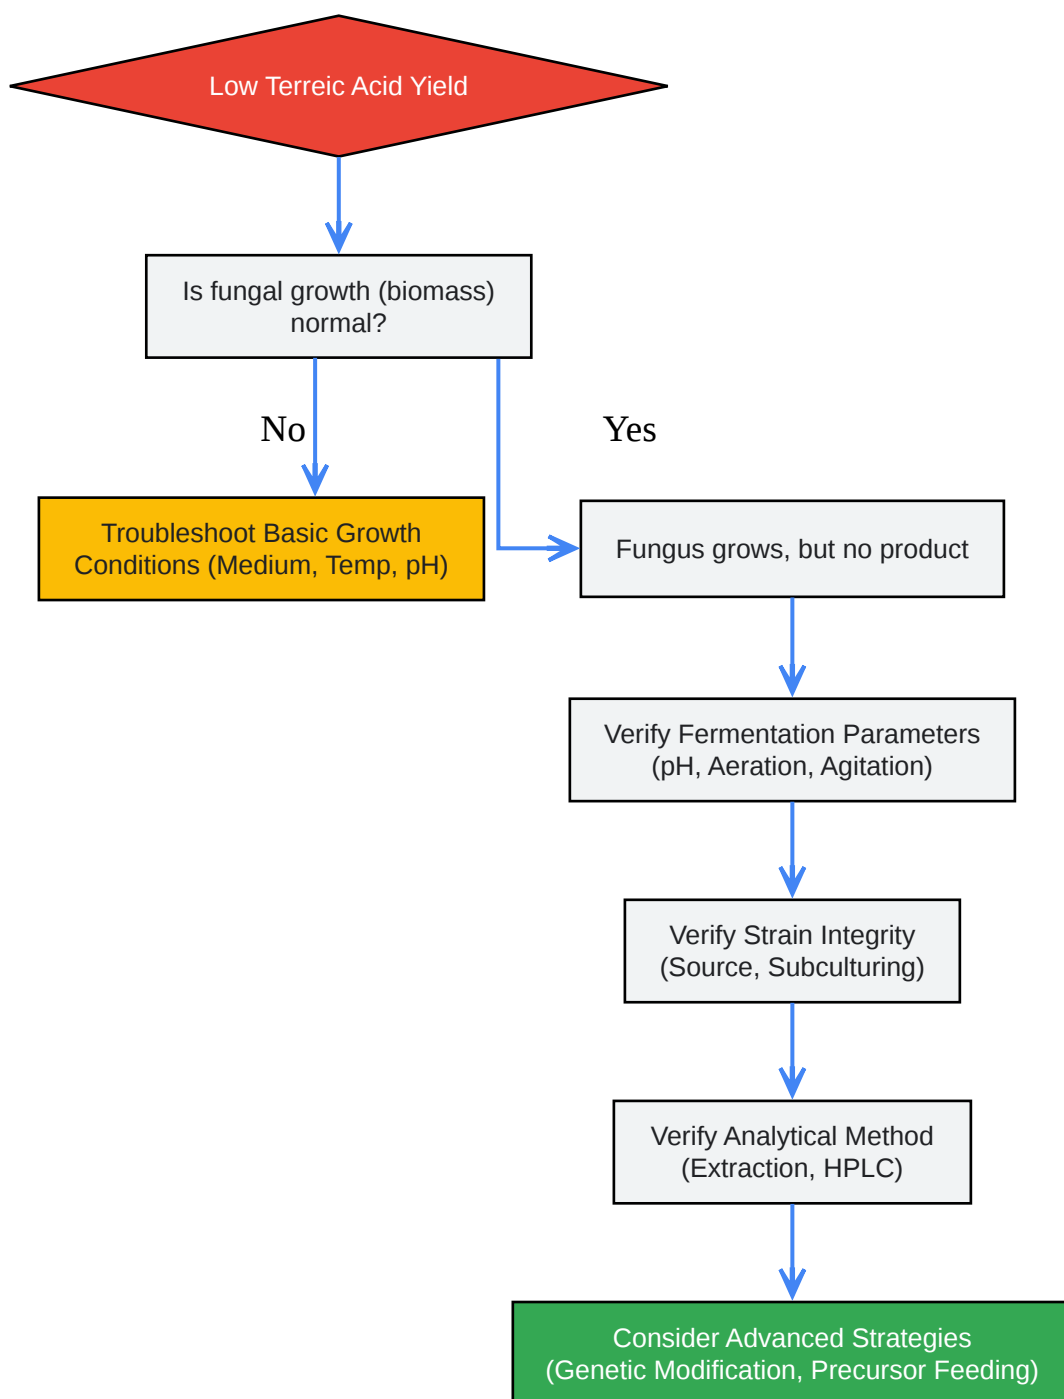 Low Terreic Acid Yield
Is fungal growth (biomass)
normal?
No
Yes
Troubleshoot Basic Growth
Conditions (Medium, Temp, pH)
Fungus grows, but no product
Verify Fermentation Parameters
(pH, Aeration, Agitation)
Verify Strain Integrity
(Source, Subculturing)
Verify Analytical Method
(Extraction, HPLC)
Consider Advanced Strategies
(Genetic Modification, Precursor Feeding)